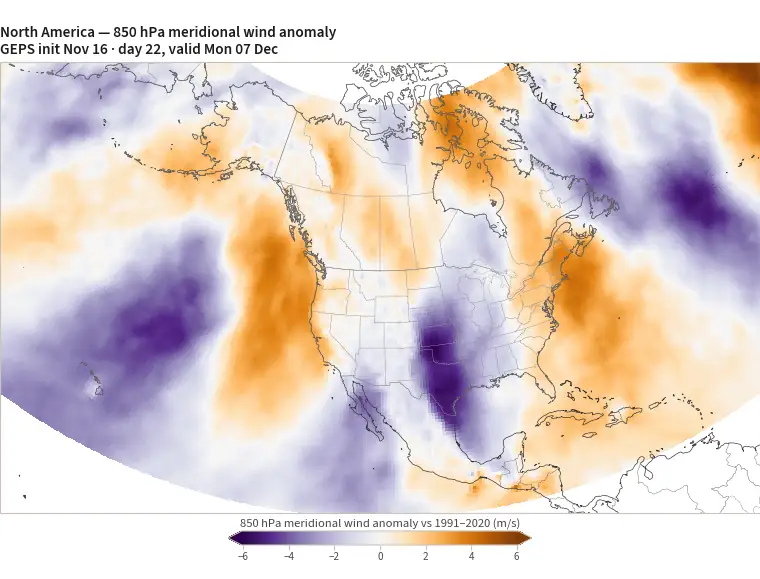 North America — 850 hPa meridional wind anomaly
GEPS init Nov 16 · day 22, valid Mon 07 Dec
850 hPa meridional wind anomaly vs 1991–2020 (m/s)
−6 −4 −2 0 2 4 6